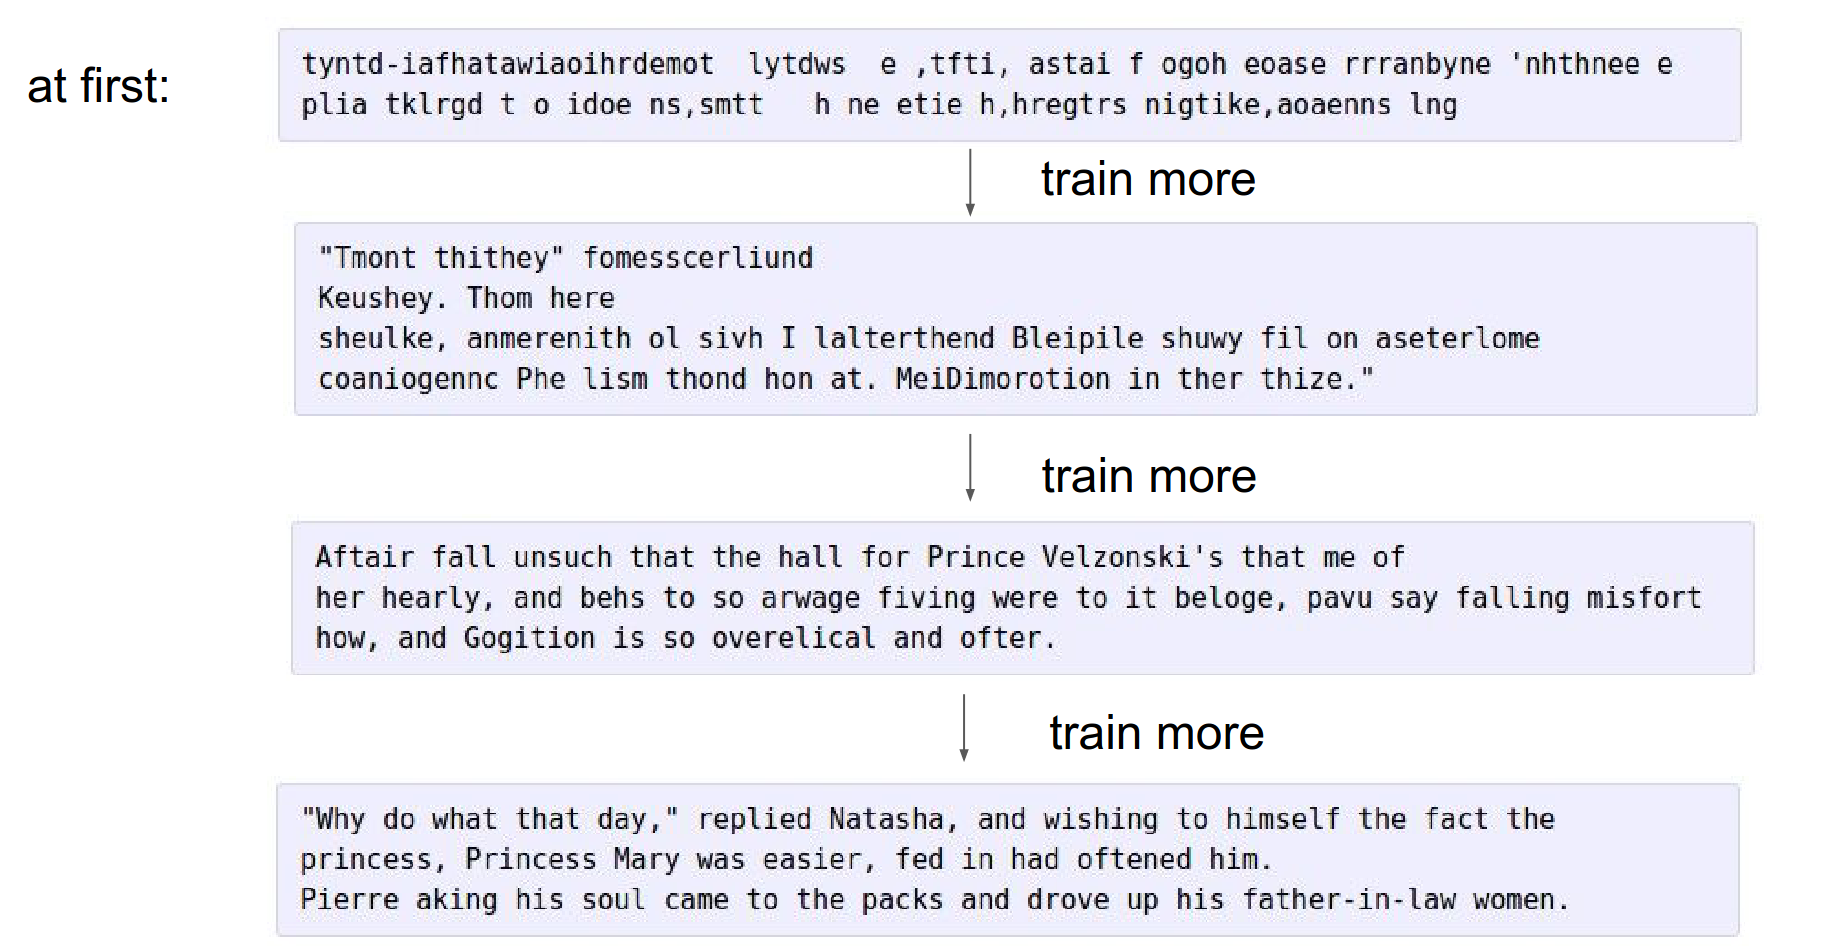 at first:
tyntd-iafhatawiaoihrdemot  lytdws  e ,tfti, astai f ogoh eoase rrranbyne 'nhthnee e
plia tklrgd t o idoe ns,smtt   h ne etie h,hregtrs nigtike,aoaenns lng
train more
"Tmont thithey" fomesscerliund
Keushey. Thom here
sheulke, anmerenith ol sivh I lalterthend Bleipile shuwy fil on aseterlome
coaniogennc Phe lism thond hon at. MeiDimorotion in ther thize."
train more
Aftair fall unsuch that the hall for Prince Velzonski's that me of
her hearly, and behs to so arwage fiving were to it beloge, pavu say falling misfort
how, and Gogition is so overelical and ofter.
train more
"Why do what that day," replied Natasha, and wishing to himself the fact the
princess, Princess Mary was easier, fed in had oftened him.
Pierre aking his soul came to the packs and drove up his father-in-law women.